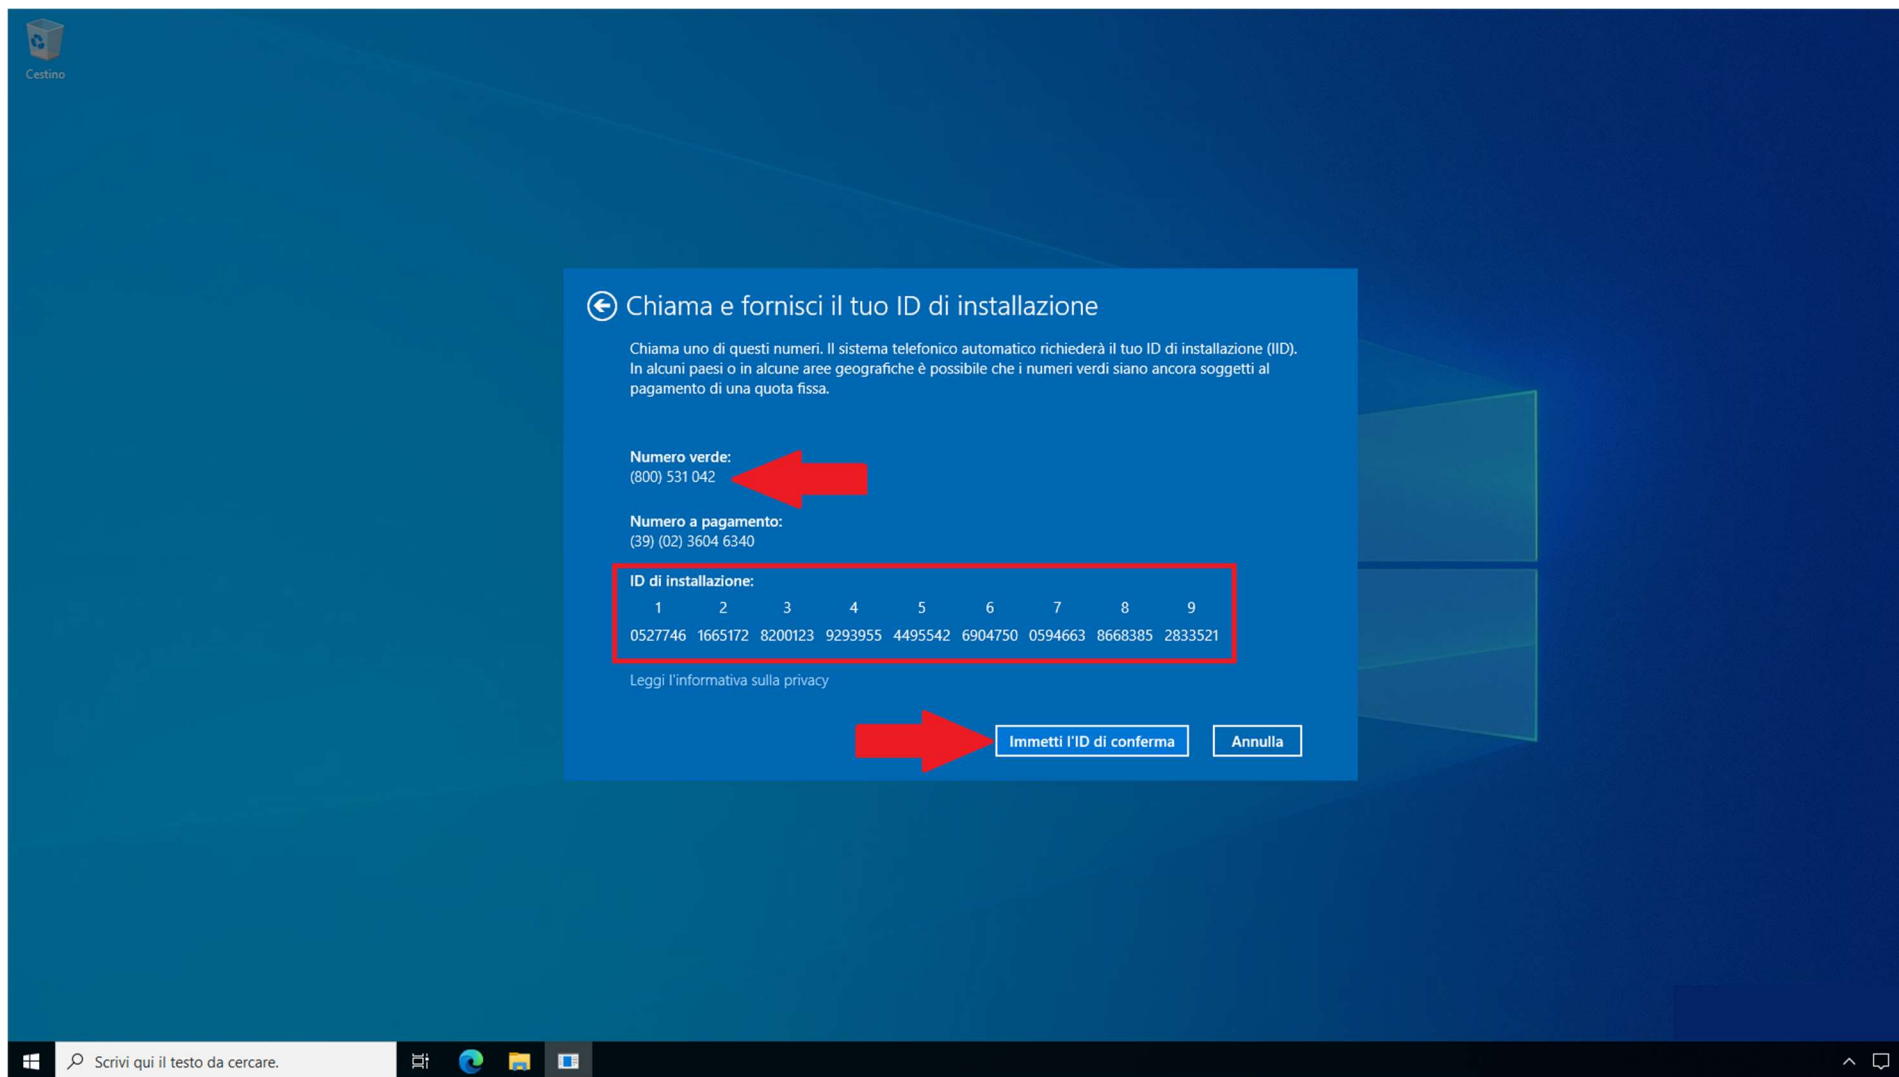 Cestino
Chiama e fornisci il tuo ID di installazione
Chiama uno di questi numeri. Il sistema telefonico automatico richiederà il tuo ID di installazione (IID).
In alcuni paesi o in alcune aree geografiche è possibile che i numeri verdi siano ancora soggetti al
pagamento di una quota fissa.
Numero verde:
(800) 531 042
Numero a pagamento:
(39) (02) 3604 6340
ID di installazione:
1 2 3 4 5 6 7 8 9
0527746 1665172 8200123 9293955 4495542 6904750 0594663 8668385 2833521
Leggi l'informativa sulla privacy
Immetti l'ID di conferma Annulla
Scrivi qui il testo da cercare.